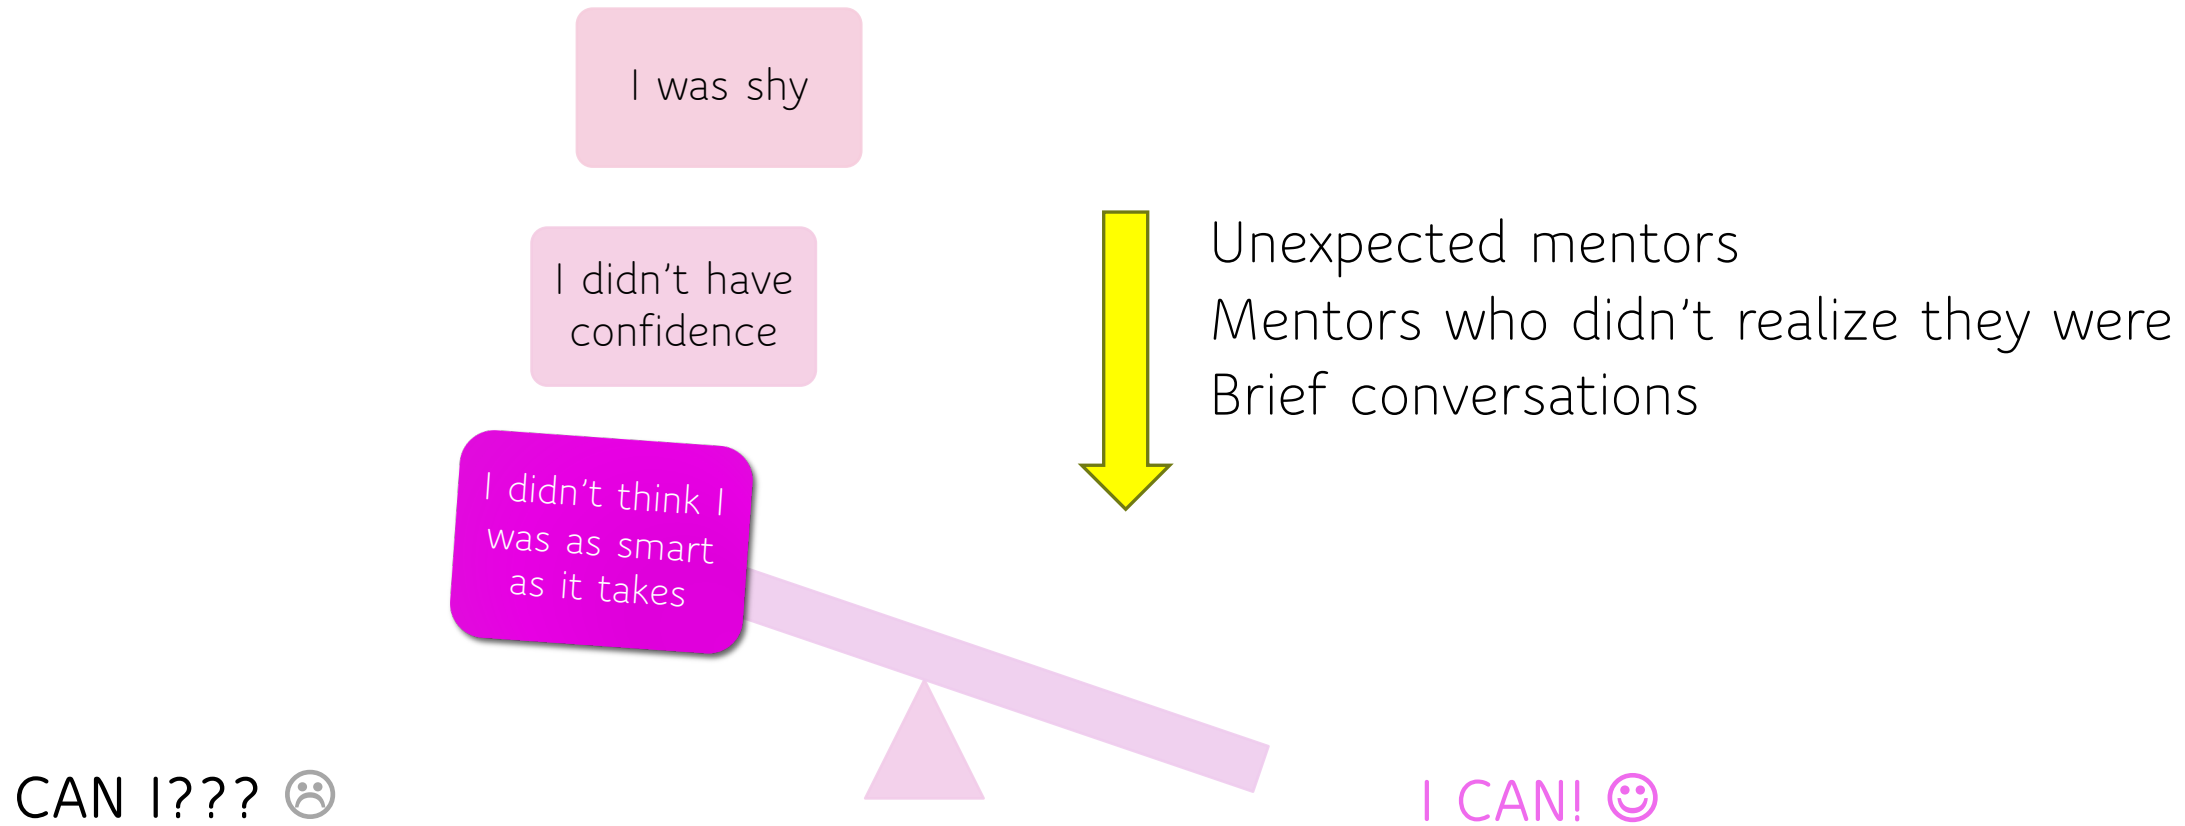 I was shy
I didn't have
confidence
I didn't think I
was as smart
as it takes
Unexpected mentors
Mentors who didn't realize they were
Brief conversations
CAN I???
I CAN!